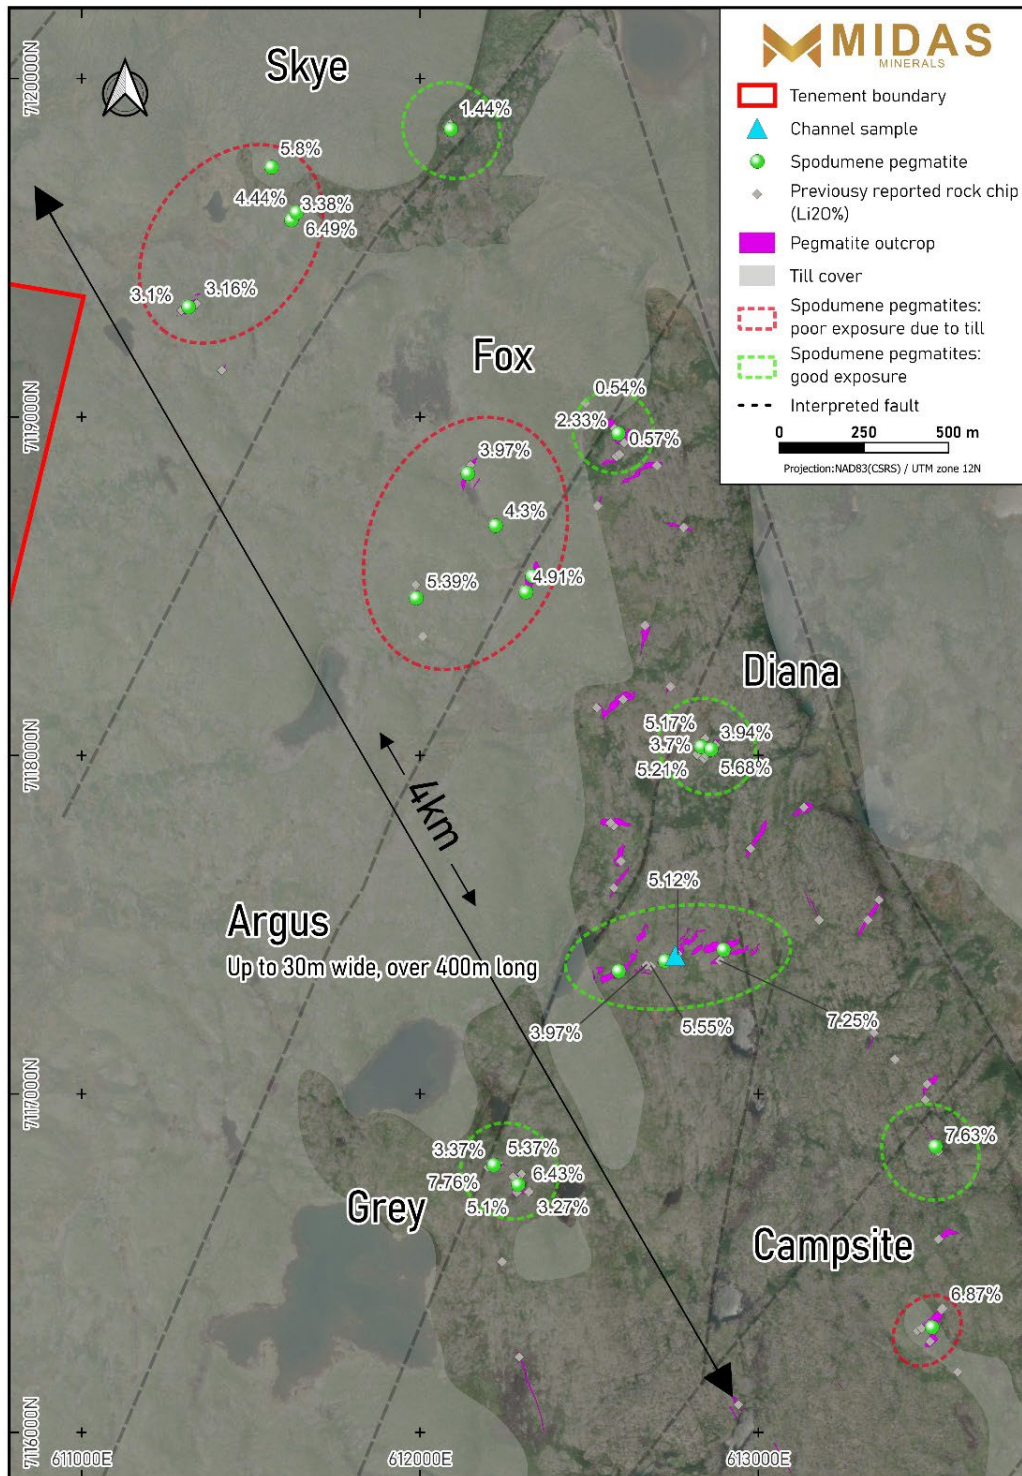 MIDAS
MINERALS
Tenement boundary
Channel sample
Spodumene pegmatite
Previousy reported rock chip
(Li2O%)
Pegmatite outcrop
Till cover
Spodumene pegmatites:
poor exposure due to till
Spodumene pegmatites:
good exposure
Interpreted fault
0 250 500 m
Projection:NAD83(CSRS) / UTM zone 12N
7120000N
Skye
1.44%
5.8%
4.44% 3.38%
6.49%
3.1% 3.16%
Fox
7119000N
0.54%
2.33%
0.57%
3.97%
4.3%
4.91%
5.39%
Diana
7118000N
5.17%
3.94%
3.7%
5.21% 5.68%
4km
5.12%
Argus
Up to 30m wide, over 400m long
3.97% 5.55% 7.25%
7117000N
3.37% 5.37%
7.76% 6.43%
5.1% 3.27%
Grey
7.63%
Campsite
6.87%
7116000N
611000E 612000E 613000E